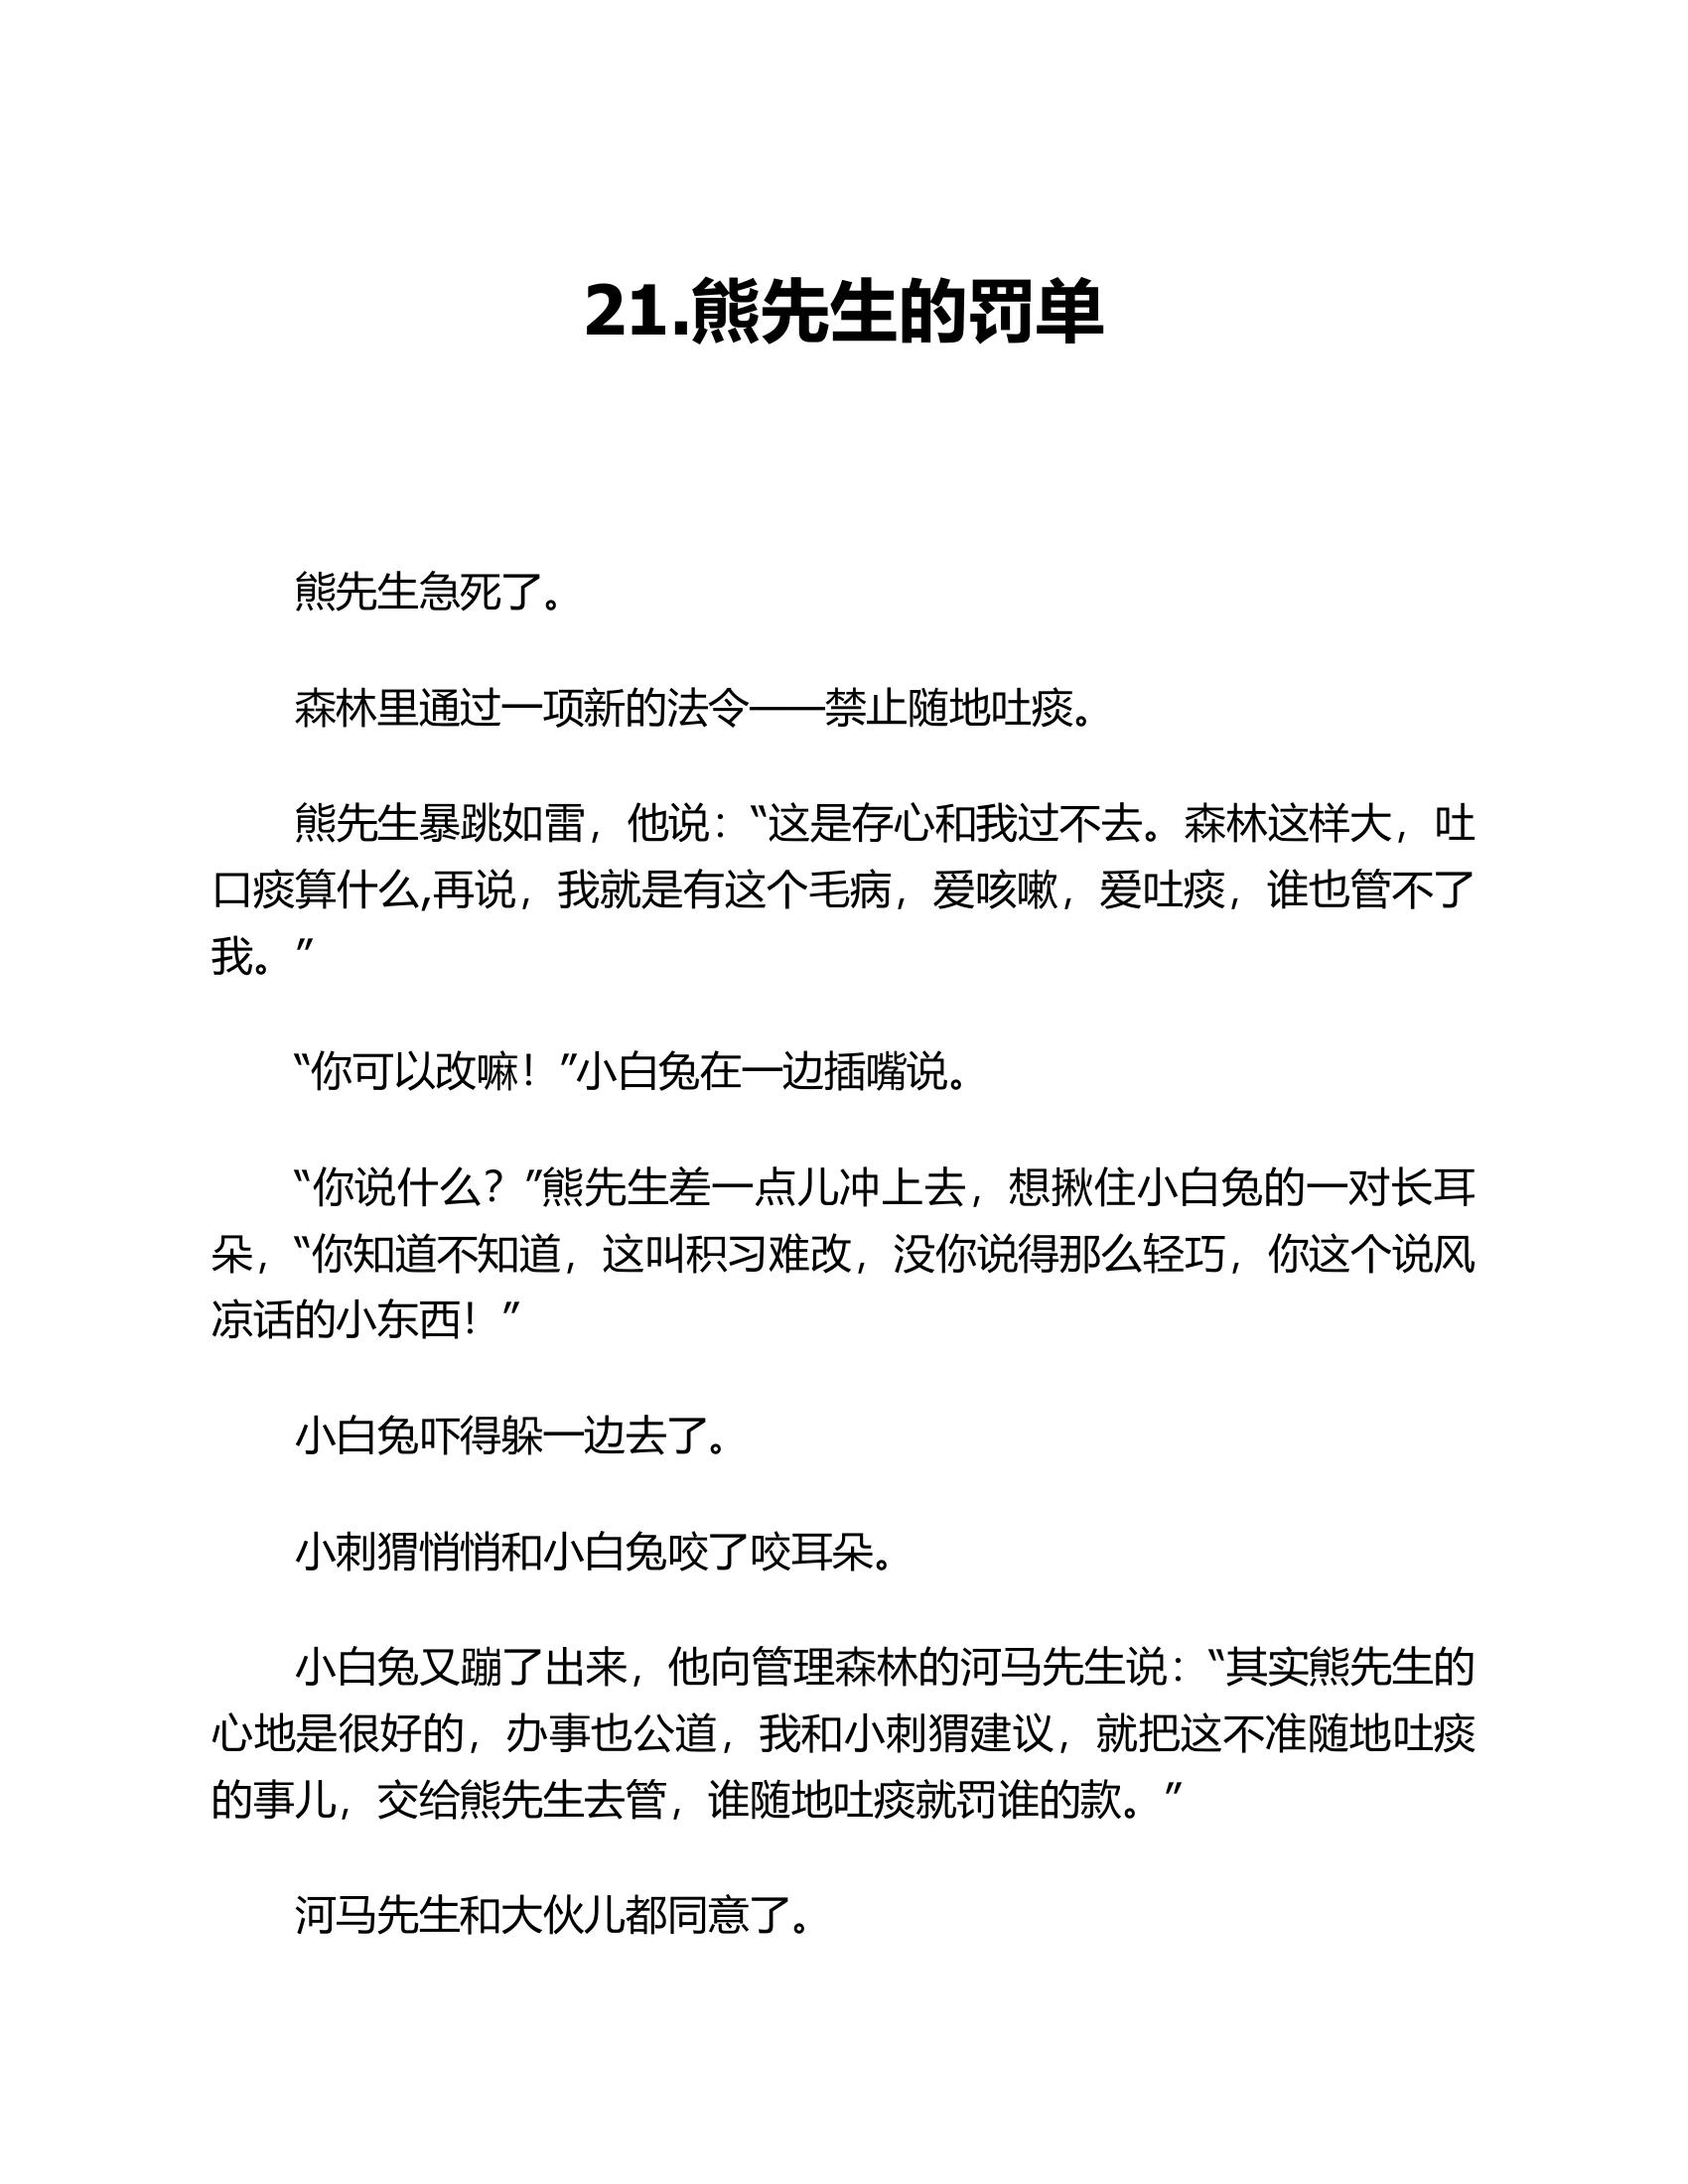 21.熊先生的罚单
熊先生急死了。
森林里通过一项新的法令——禁止随地吐痰。
熊先生暴跳如雷，他说：“这是存心和我过不去。森林这样大，吐
口痰算什么,再说，我就是有这个毛病，爱咳嗽，爱吐痰，谁也管不了
我。”
“你可以改嘛！”小白兔在一边插嘴说。
“你说什么？”熊先生差一点儿冲上去，想揪住小白兔的一对长耳
朵，“你知道不知道，这叫积习难改，没你说得那么轻巧，你这个说风
凉话的小东西！”
小白兔吓得躲一边去了。
小刺猬悄悄和小白兔咬了咬耳朵。
小白兔又蹦了出来，他向管理森林的河马先生说：“其实熊先生的
心地是很好的，办事也公道，我和小刺猬建议，就把这不准随地吐痰
的事儿，交给熊先生去管，谁随地吐痰就罚谁的款。”
河马先生和大伙儿都同意了。